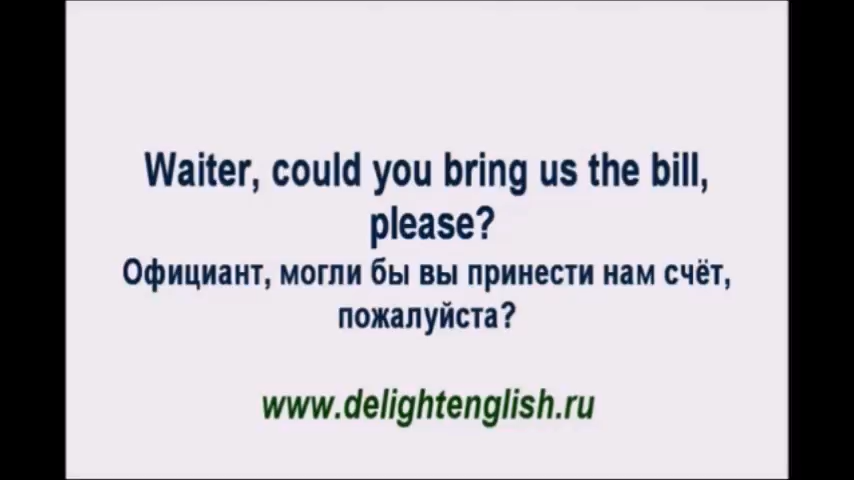 Waiter, could you bring us the bill,
please?
Официант, могли бы вы принести нам счёт,
пожалуйста?
www.delightenglish.ru